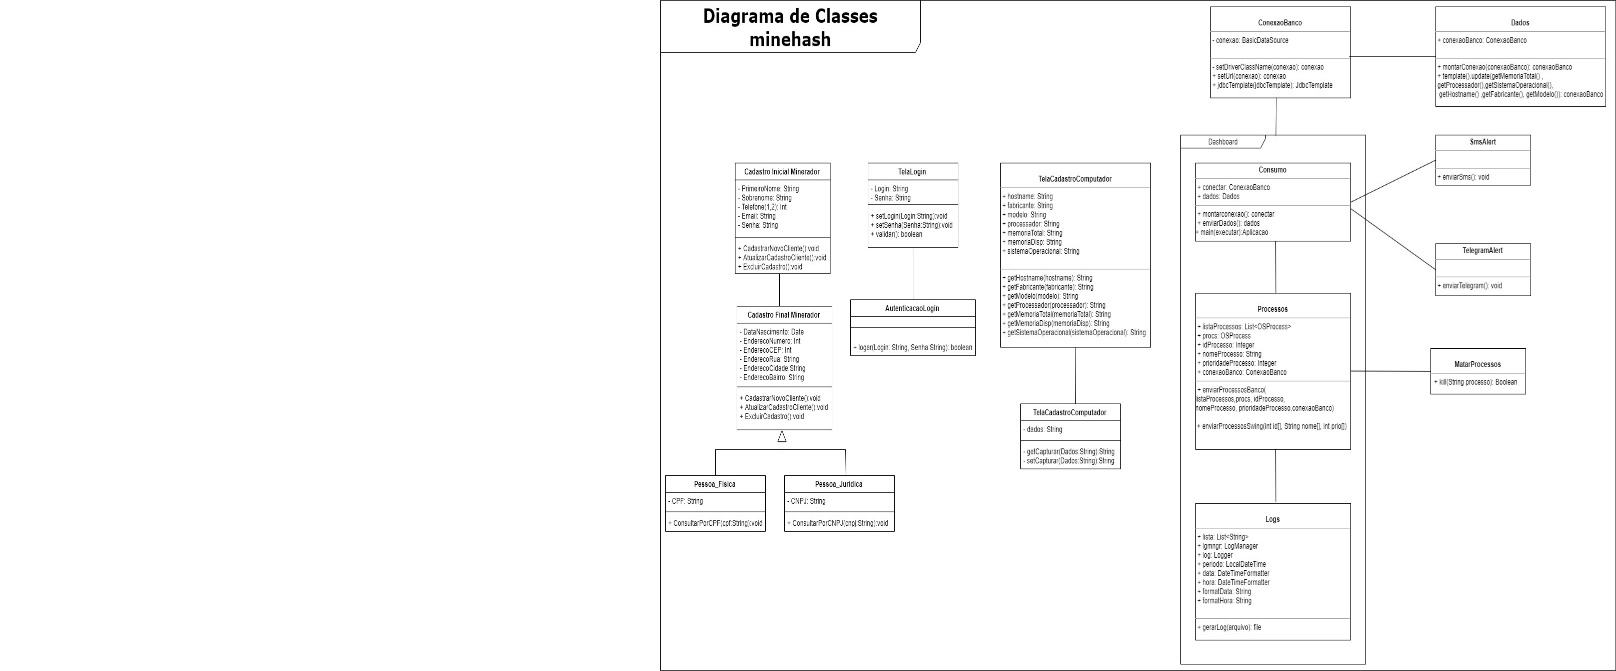 Diagrama de Classes
minehash
ConexaoBanco
- conexao: BasicDataSource
- setDriverClassName(conexao): conexao
+ setUrl(conexao): conexao
+ jdbcTemplate(jdbcTemplate): JdbcTemplate
Dados
+ conexaoBanco: ConexaoBanco
+ montarConexao(conexaoBanco): conexaoBanco
+ template().update(getMemoriaTotal() ,
getProcessador(),getSistemaOperacional(),
getHostname() ,getFabricante(), getModelo()): conexaoBanco
Cadastro Inicial Minerador
- PrimeiroNome: String
- Sobrenome: String
- Telefone(1,2): Int
- Email: String
- Senha: String
+ CadastrarNovoCliente():void
+ AtualizarCadastroCliente():void
+ ExcluirCadastro():void
Cadastro Final Minerador
- DataNascimento: Date
- EnderecoNumero: Int
- EnderecoCEP: Int
- EnderecoRua: String
- EnderecoCidade:String
- EnderecoBairro: String
+ CadastrarNovoCliente():void
+ AtualizarCadastroCliente():void
+ ExcluirCadastro():void
Pessoa_Fisica
- CPF: String
+ ConsultarPorCPF(cpf:String):void
Pessoa_Juridica
- CNPJ: String
+ ConsultarPorCNPJ(cnpj:String):void
TelaLogin
- Login: String
- Senha: String
+ setLogin(Login:String):void
+ setSenha(Senha:String):void
+ validar(): boolean
AutenticacaoLogin
+ logar(Login: String, Senha String): boolean
TelaCadastroComputador
+ hostname: String
+ fabricante: String
+ modelo: String
+ processador: String
+ memoriaTotal: String
+ memoriaDisp: String
+ sistemaOperacional: String
+ getHostname(hostname): String
+ getFabricante(fabricante): String
+ getModelo(modelo): String
+ getProcessador(processador): String
+ getMemoriaTotal(memoriaTotal): String
+ getMemoriaDisp(memoriaDisp): String
+ getSistemaOperacional(sistemaOperacional): String
TelaCadastroComputador
- dados: String
- getCapturar(Dados:String):String
- setCapturar(Dados:String):String
Dashboard
Consumo
+ conectar: ConexaoBanco
+ dados: Dados
+ montarconexao(): conectar
+ enviarDados(): dados
+ main(executar):Aplicacao
Processos
+ listaProcessos: List<OSProcess>
+ procs: OSProcess
+ idProcesso: Integer
+ nomeProcesso: String
+ prioridadeProcesso: Integer
+ conexaoBanco: ConexaoBanco
+ enviarProcessosBanco(
listaProcessos,procs, idProcesso,
nomeProcesso, prioridadeProcesso,conexaoBanco)
+ enviarProcessosSwing(int id[], String nome[], int prio[])
Logs
+ lista: List<String>
+ lgmngr: LogManager
+ log: Logger
+ periodo: LocalDateTime
+ data: DateTimeFormatter
+ hora: DateTimeFormatter
+ formatData: String
+ formatHora: String
+ gerarLog(arquivo): file
SmsAlert
+ enviarSms(): void
TelegramAlert
+ enviarTelegram(): void
MatarProcessos
+ kill(String processo): Boolean